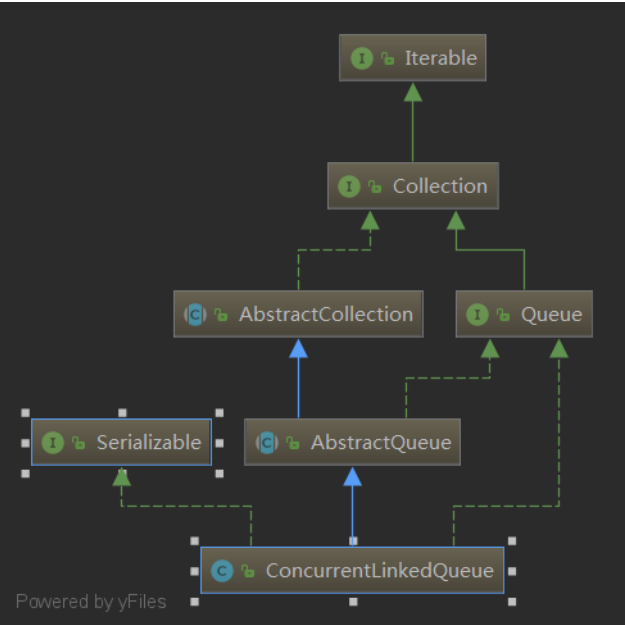 I Iterable
I Collection
C AbstractCollection
I Queue
I Serializable
C AbstractQueue
C ConcurrentLinkedQueue
Powered by yFiles